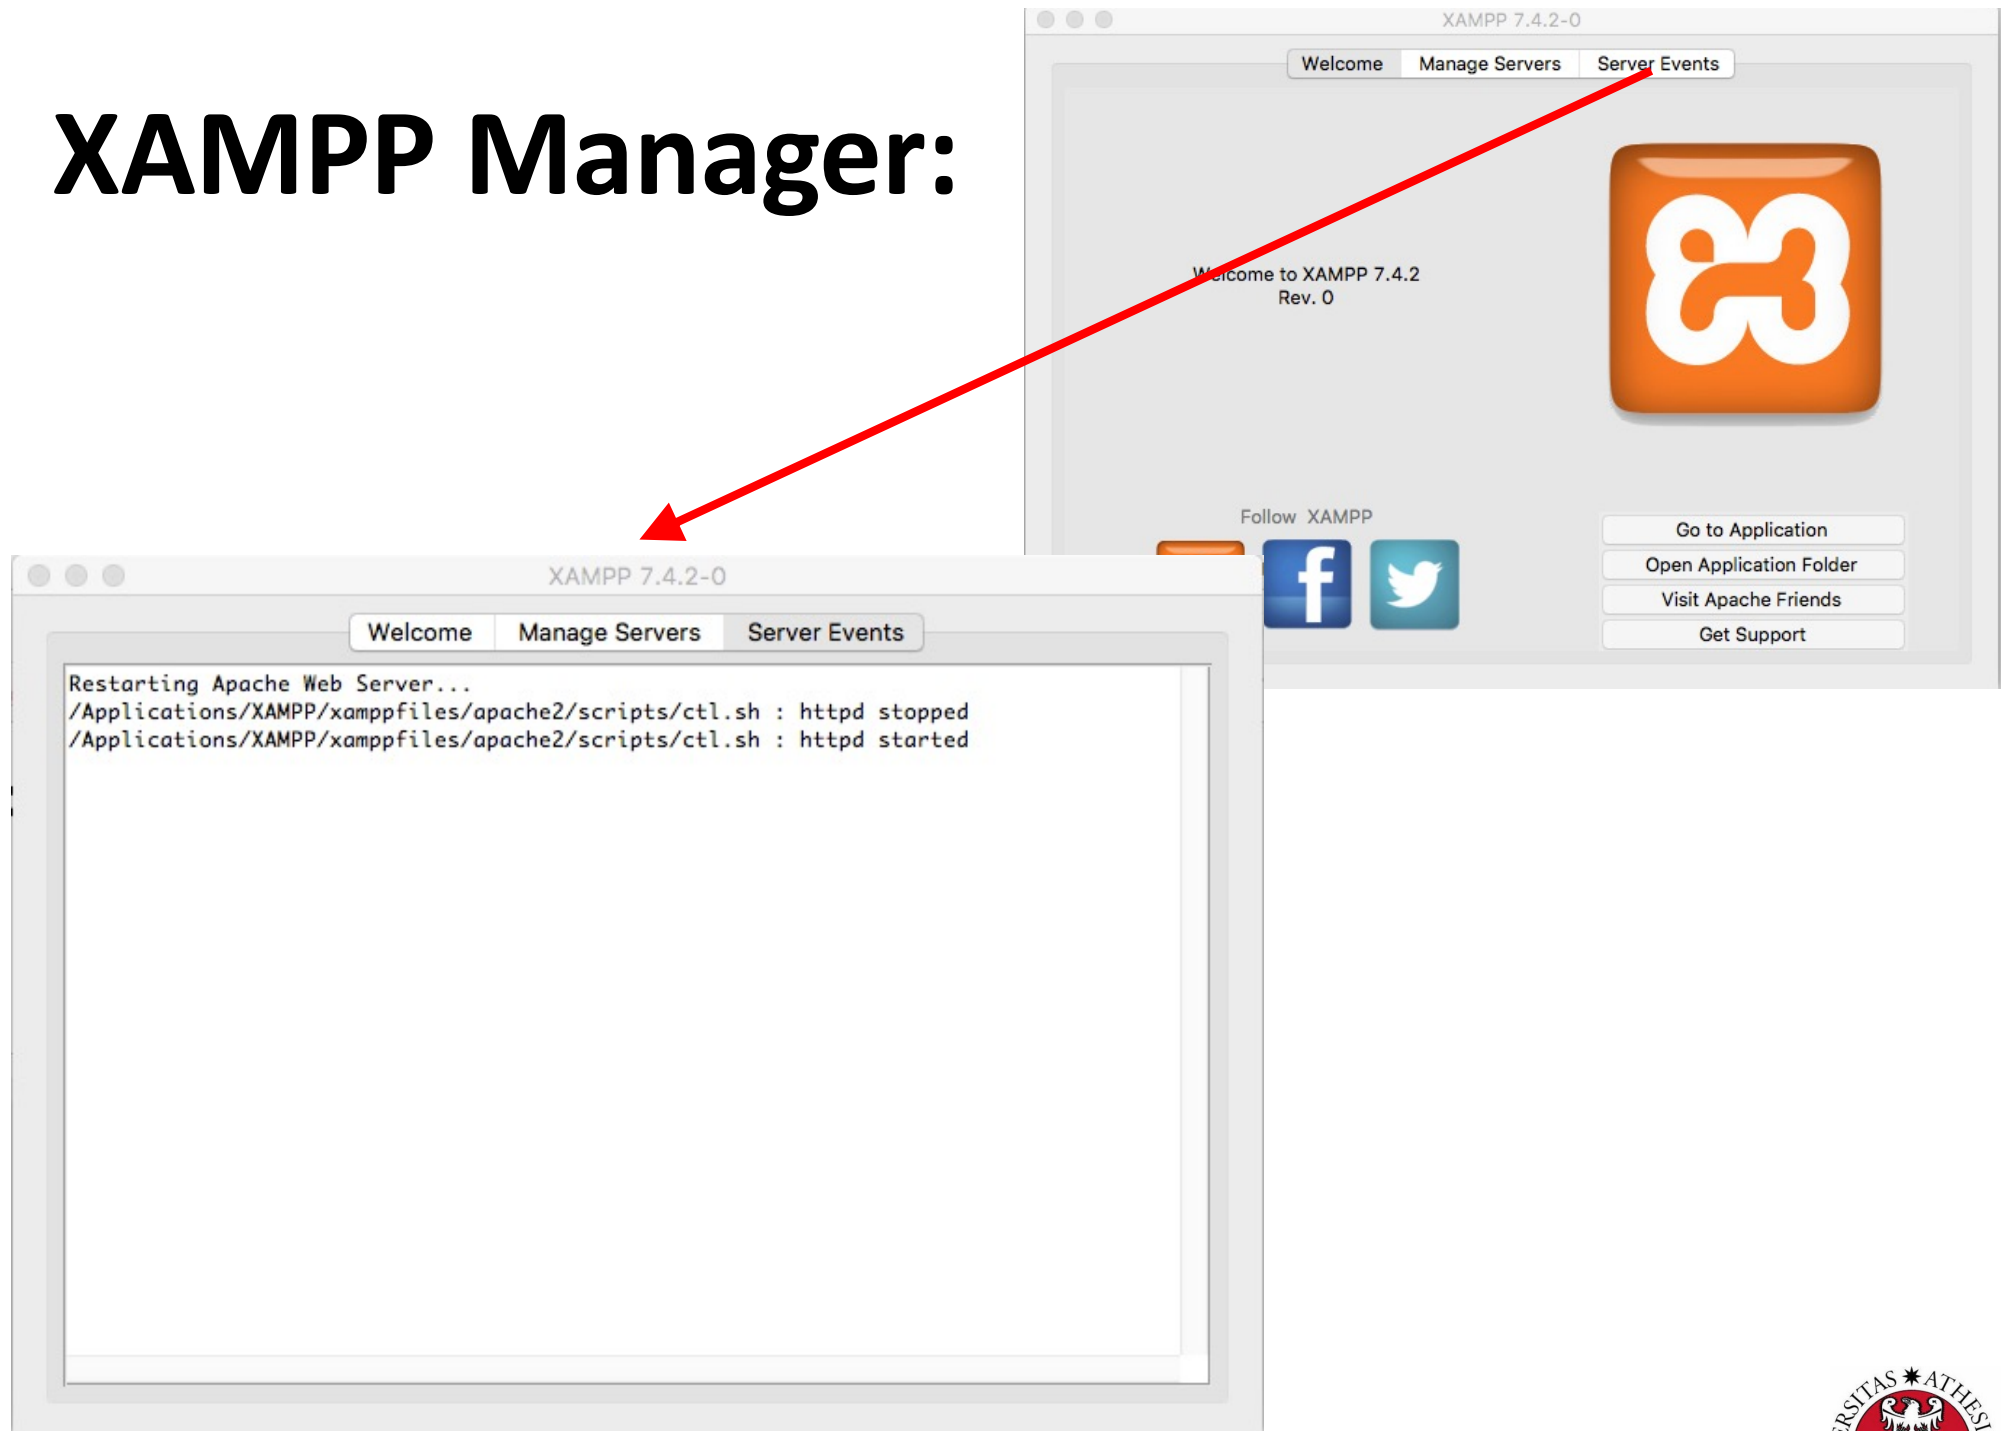 XAMPP Manager:
XAMPP 7.4.2-0
Welcome Manage Servers Server Events
Welcome to XAMPP 7.4.2
Rev. 0
Follow XAMPP
Go to Application
Open Application Folder
Visit Apache Friends
Get Support
XAMPP 7.4.2-0
Welcome Manage Servers Server Events
Restarting Apache Web Server...
/Applications/XAMPP/xamppfiles/apache2/scripts/ctl.sh : httpd stopped
/Applications/XAMPP/xamppfiles/apache2/scripts/ctl.sh : httpd started